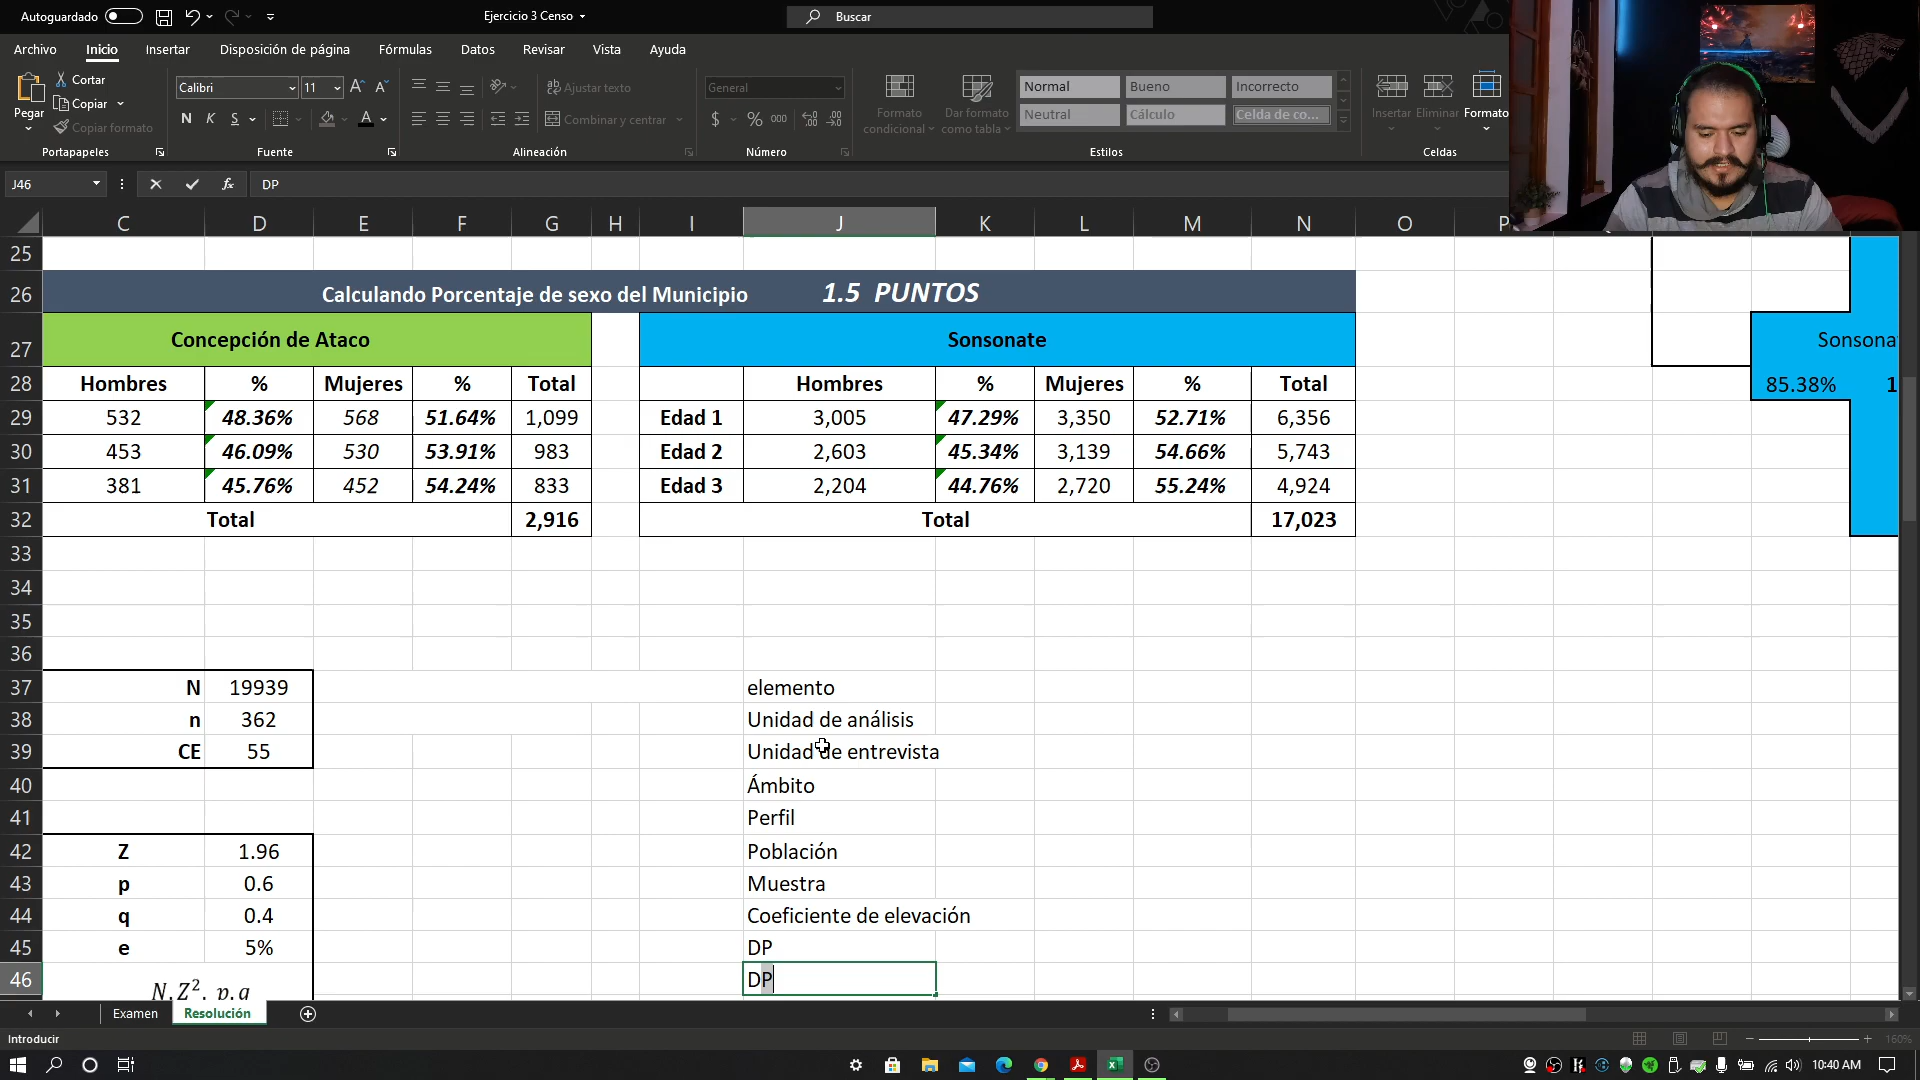 Autoguardado
Ejercicio 3 Censo
Buscar
Archivo Inicio Insertar Disposición de página Fórmulas Datos Revisar Vista Ayuda
Pegar
Cortar
Copiar
Copiar formato
Portapapeles
Calibri 11
N K S
Fuente
Ajustar texto
Combinar y centrar
Alineación
General
$ % 000
Número
Formato condicional
Dar formato como tabla
Normal Bueno Incorrecto
Neutral Cálculo Celda de co...
Estilos
Insertar Eliminar Formato
Celdas
J46 fx DP
C D E F G H I J K L M N O P
25
26 Calculando Porcentaje de sexo del Municipio 1.5 PUNTOS
27 Concepción de Ataco Sonsonate
28 Hombres % Mujeres % Total Hombres % Mujeres % Total
29 532 48.36% 568 51.64% 1,099 Edad 1 3,005 47.29% 3,350 52.71% 6,356
30 453 46.09% 530 53.91% 983 Edad 2 2,603 45.34% 3,139 54.66% 5,743
31 381 45.76% 452 54.24% 833 Edad 3 2,204 44.76% 2,720 55.24% 4,924
32 Total 2,916 Total 17,023
Sonsona
85.38% 1
33
34
35
36
37 N 19939 elemento
38 n 362 Unidad de análisis
39 CE 55 Unidad de entrevista
40 Ámbito
41 Perfil
42 Z 1.96 Población
43 p 0.6 Muestra
44 q 0.4 Coeficiente de elevación
45 e 5% DP
46 N.Z². p.q DP
Examen Resolución
Introducir
160%
10:40 AM